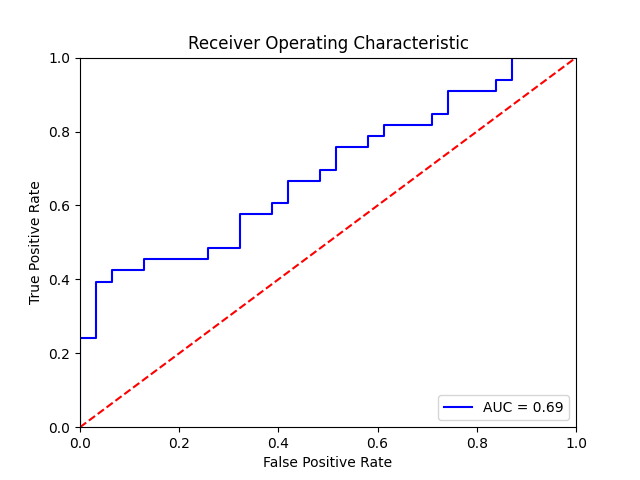 Receiver Operating Characteristic
1.0
0.8
0.6
0.4
0.2
0.0
True Positive Rate
AUC = 0.69
0.0 0.2 0.4 0.6 0.8 1.0
False Positive Rate